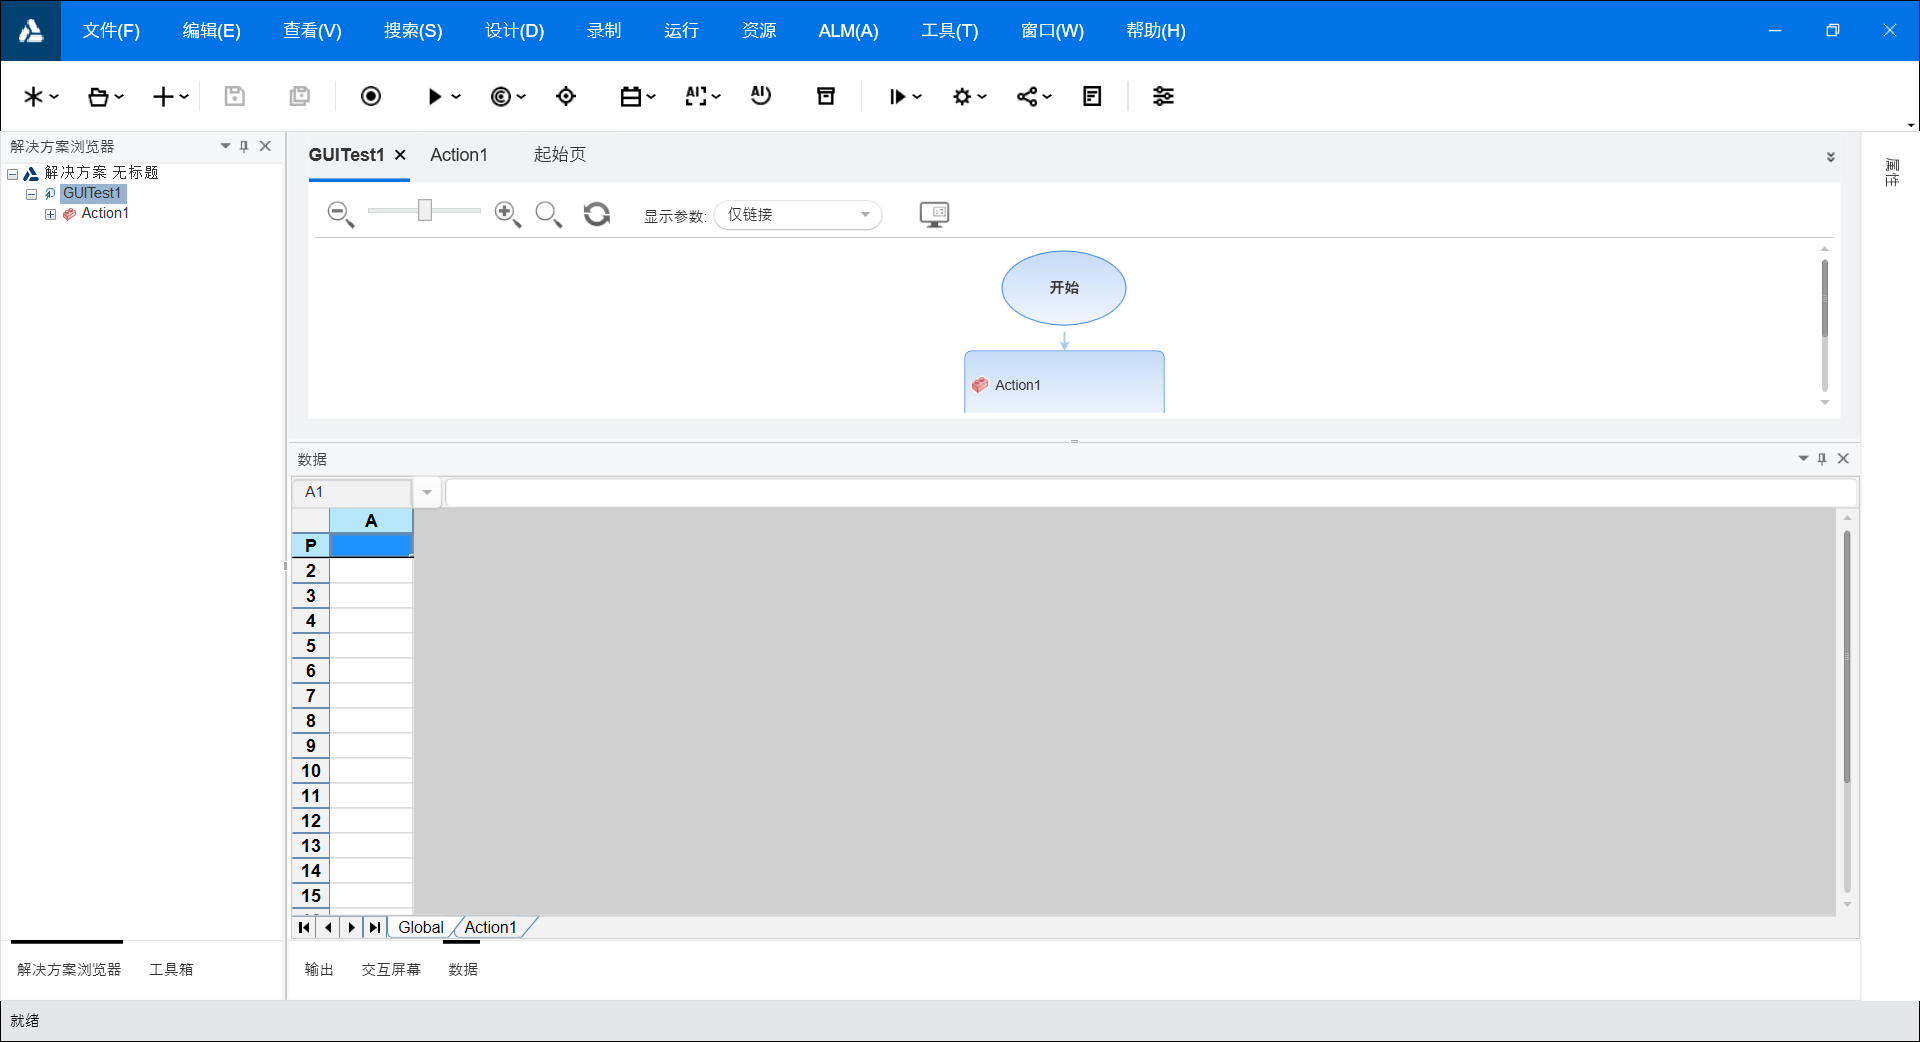 文件(F) 编辑(E) 查看(V) 搜索(S) 设计(D) 录制 运行 资源 ALM(A) 工具(T) 窗口(W) 帮助(H)
AI AI
解决方案浏览器
解决方案 无标题
GUITest1
Action1
GUITest1 Action1 起始页
显示参数: 仅链接
开始
Action1
属性
数据
A1
A
P
2
3
4
5
6
7
8
9
10
11
12
13
14
15
Global Action1
解决方案浏览器 工具箱
输出 交互屏幕 数据
就绪